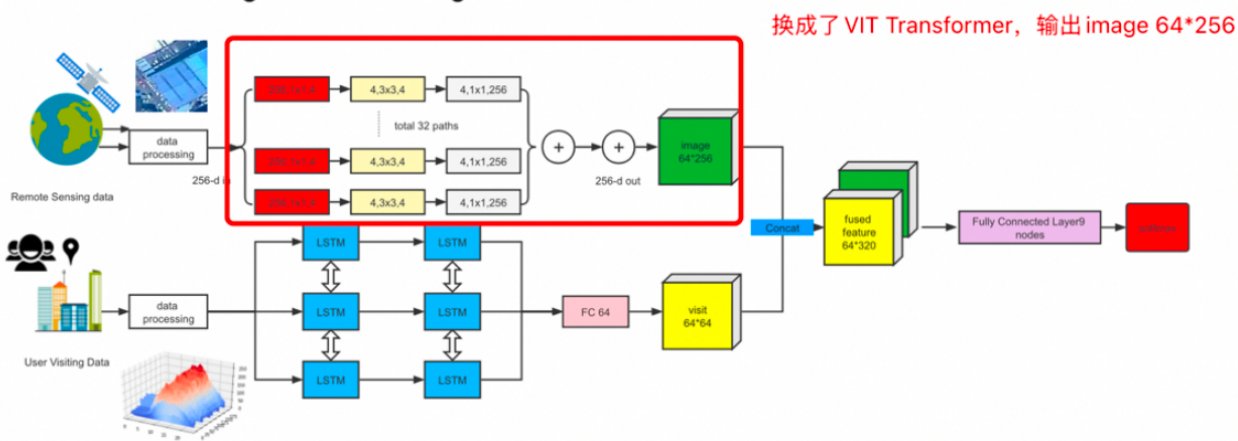 换成了VIT Transformer，输出image 64*256
4,3x3,4
4,1x1,256
total 32 paths
data
processing
4,3x3,4
4,1x1,256
image
64*256
256-d in
256-d out
4,3x3,4
4,1x1,256
Remote Sensing data
LSTM
LSTM
Concat
fused
feature
64*320
Fully Connected Layer9
nodes
data
processing
LSTM
LSTM
FC 64
visit
64*64
User Visiting Data
LSTM
LSTM